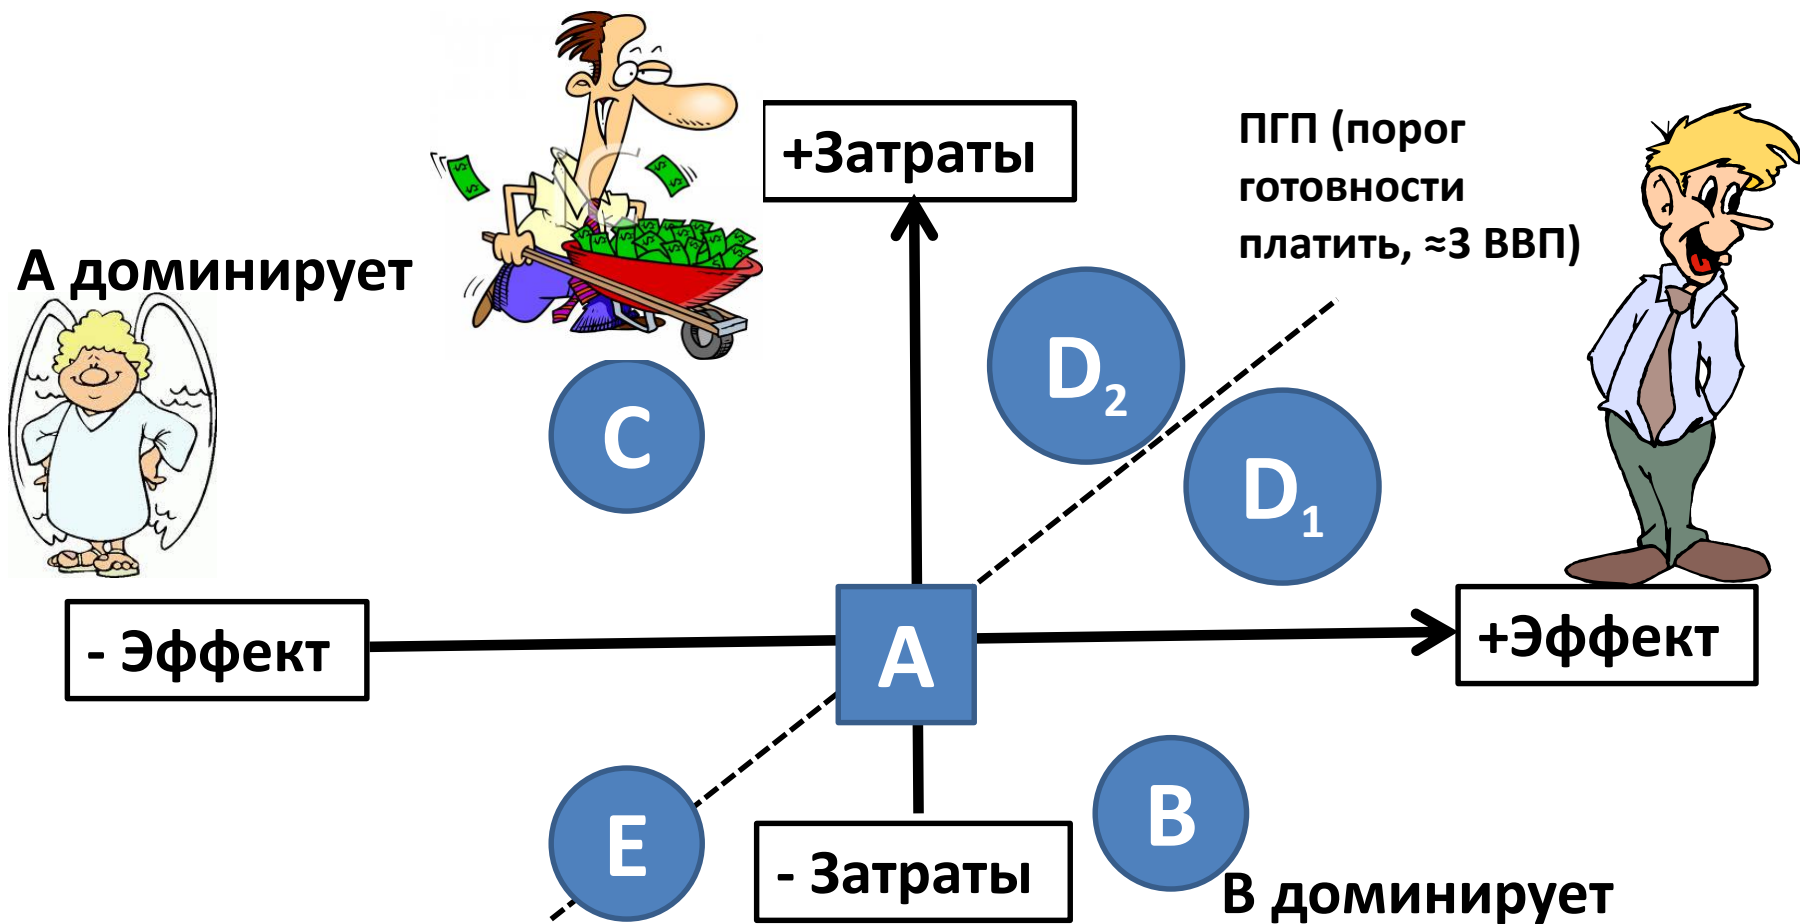 +Затраты
ПГП (порог
готовности
платить, ≈3 ВВП)
А доминирует
D2
C
D1
- Эффект
A
+Эффект
E
- Затраты
B
В доминирует